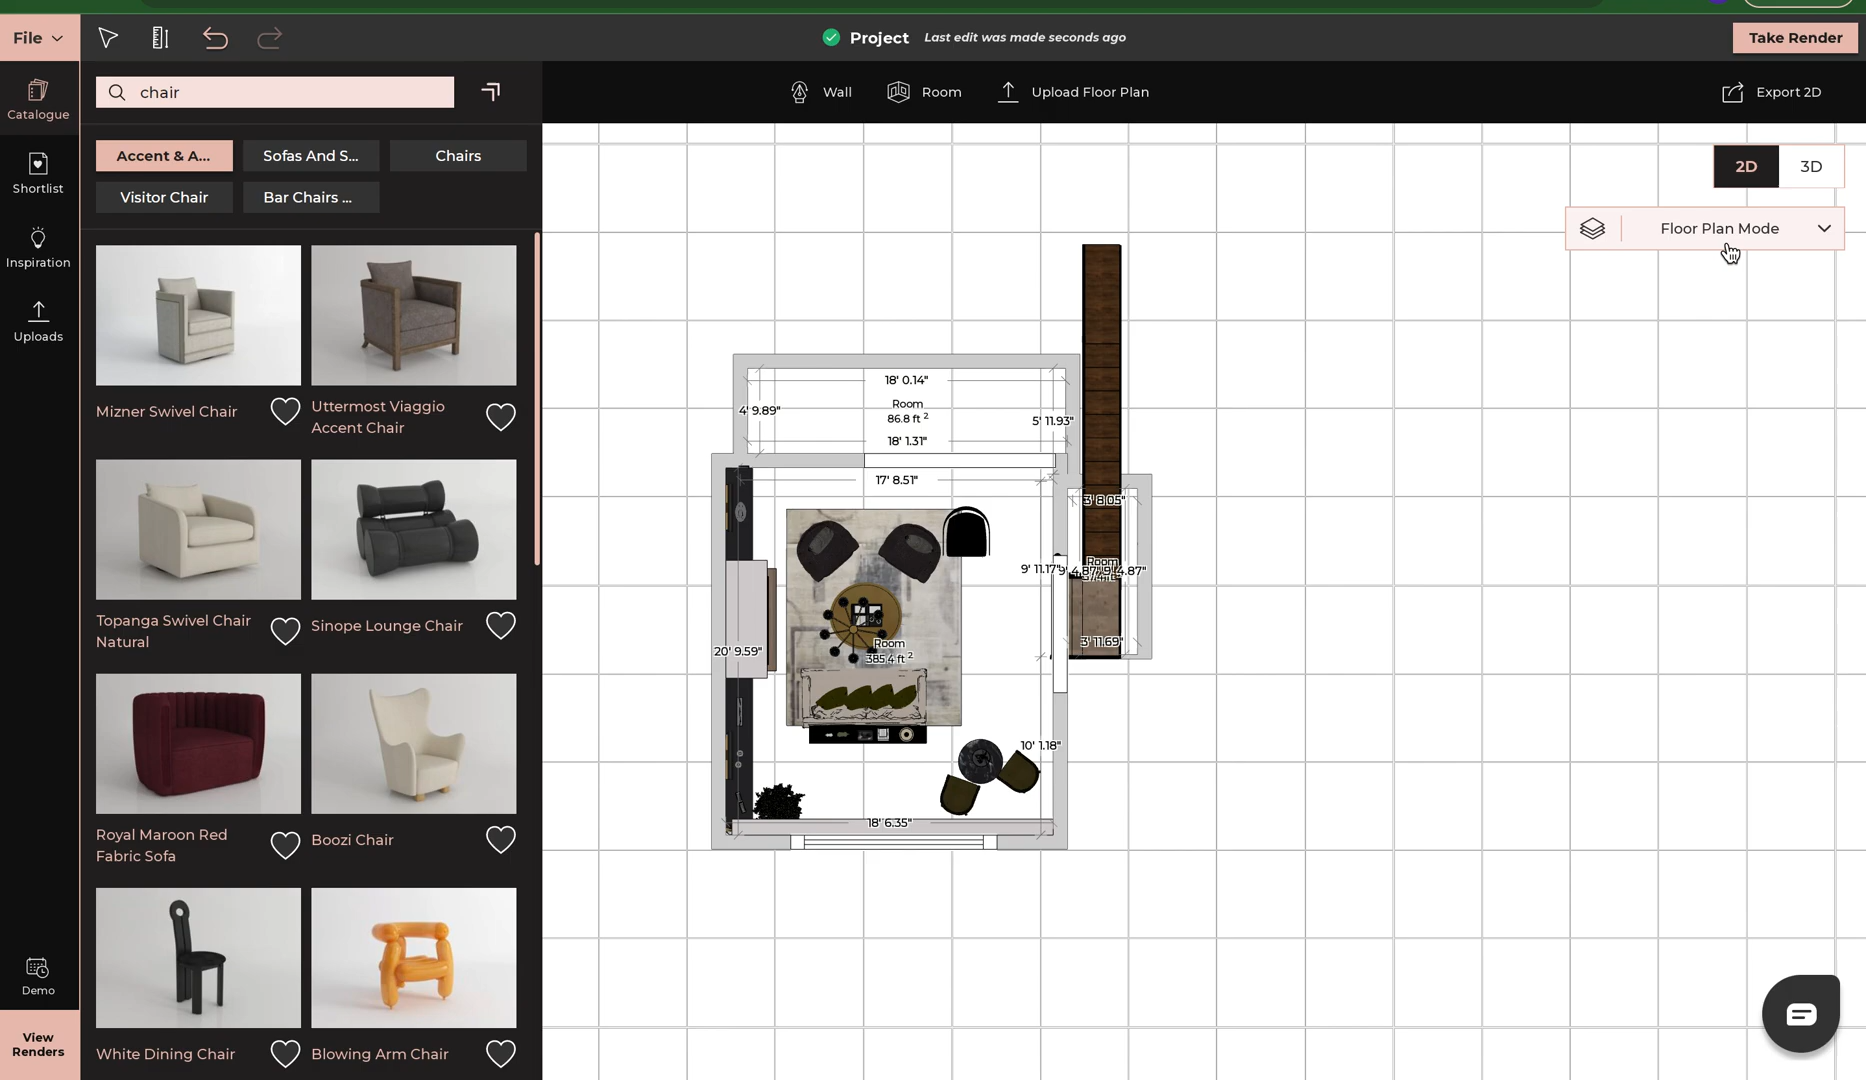 File
Project
Last edit was made seconds ago
Take Render
Catalogue
Shortlist
Inspiration
Uploads
Demo
View
Renders
chair
Accent & A...
Sofas And S...
Chairs
Visitor Chair
Bar Chairs ...
Mizner Swivel Chair
Uttermost Viaggio
Accent Chair
Topanga Swivel Chair
Natural
Sinope Lounge Chair
Royal Maroon Red
Fabric Sofa
Boozi Chair
White Dining Chair
Blowing Arm Chair
Wall
Room
Upload Floor Plan
Export 2D
2D
3D
Floor Plan Mode
18' 0.14"
4' 9.89"
Room
86.8 ft 2
5' 11.93"
18' 1.31"
17' 8.51"
3' 8.05"
9' 11.17"
Room
3' 11.69"
20' 9.59"
Room
385.4 ft 2
10' 1.18"
18' 6.35"